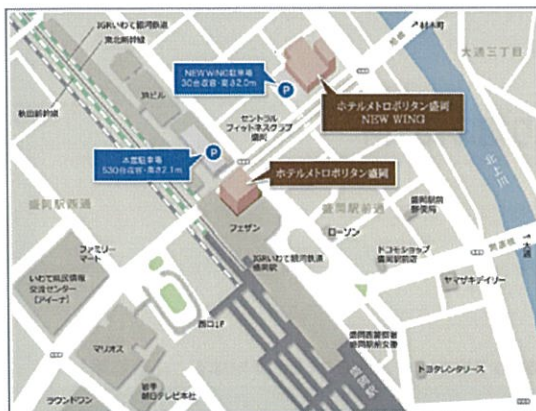 IGRいわて銀河鉄道
東北新幹線
秋田新幹線
JRビル
NEW WING駐車場
30台収容・高さ2.0m
P
旭橋
材木町
大通三丁目
ホテルメトロポリタン盛岡
NEW WING
セントラル
フィットネスクラブ
盛岡
本館駐車場
530台収容・高さ2.1m
P
ホテルメトロポリタン盛岡
北上川
盛岡駅西通
盛岡駅前通
フェザン
ローソン
盛岡駅前
郵便局
開運橋
大通
ファミリー
マート
IGRいわて銀河鉄道
盛岡駅
ドコモショップ
盛岡駅前店
ヤマザキデイリー
いわて県民情報
交流センター
(アイーナ)
西口1F
マリオス
盛岡西警察署
盛岡駅前交番
盛岡駅
トヨタレンタリース
ラウンドワン
岩手
朝日テレビ本社